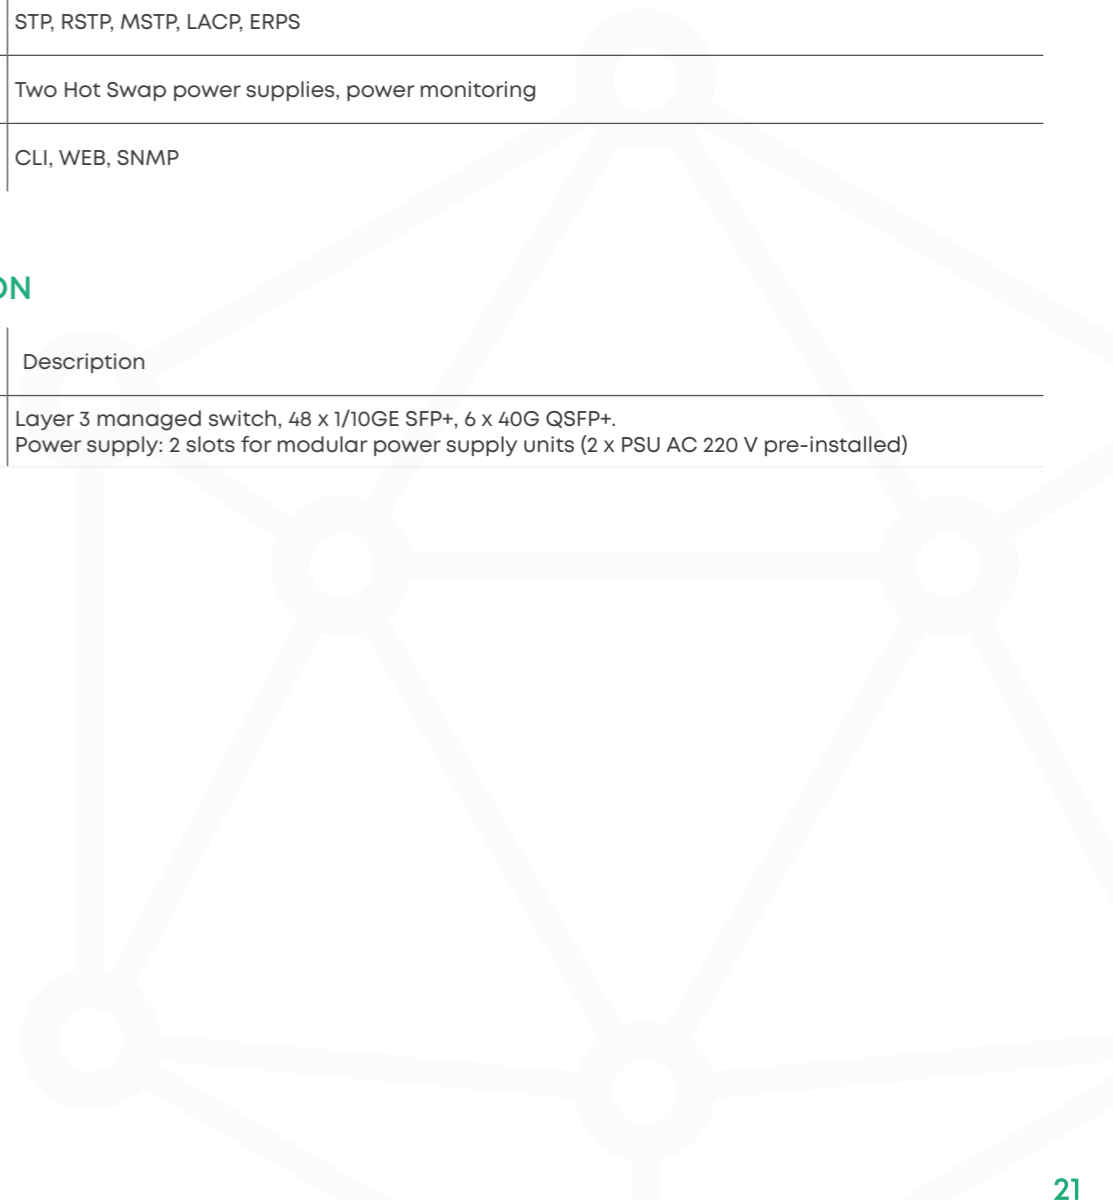 STP, RSTP, MSTP, LACP, ERPS
Two Hot Swap power supplies, power monitoring
CLI, WEB, SNMP
ON
Description
Layer 3 managed switch, 48 x 1/10GE SFP+, 6 x 40G QSFP+.
Power supply: 2 slots for modular power supply units (2 x PSU AC 220 V pre-installed)
21